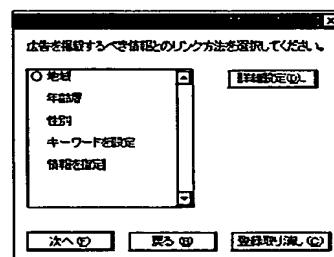 広告を掲載するべき情報とのリンク方法を選択してください。
○ 地域
年齢層
性別
キーワードを設定
情報を指定
詳細設定(D)...
次へ(F)
戻る(B)
登録取り消し(C)